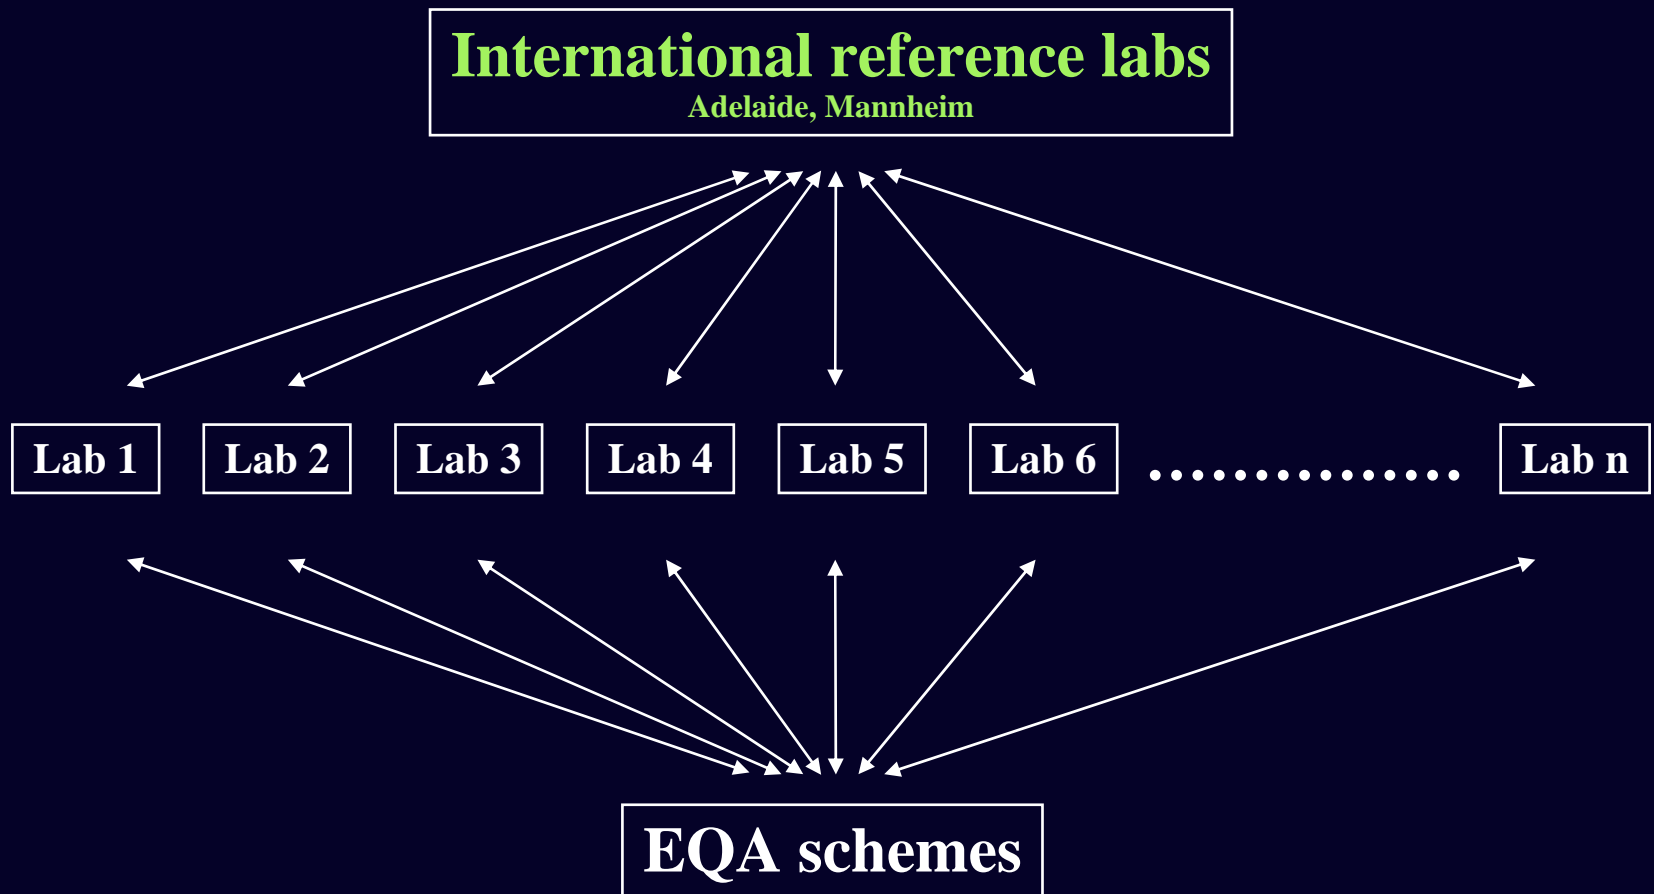 International reference labs
Adelaide, Mannheim
Lab 1
Lab 2
Lab 3
Lab 4
Lab 5
Lab 6
...............
Lab n
EQA schemes